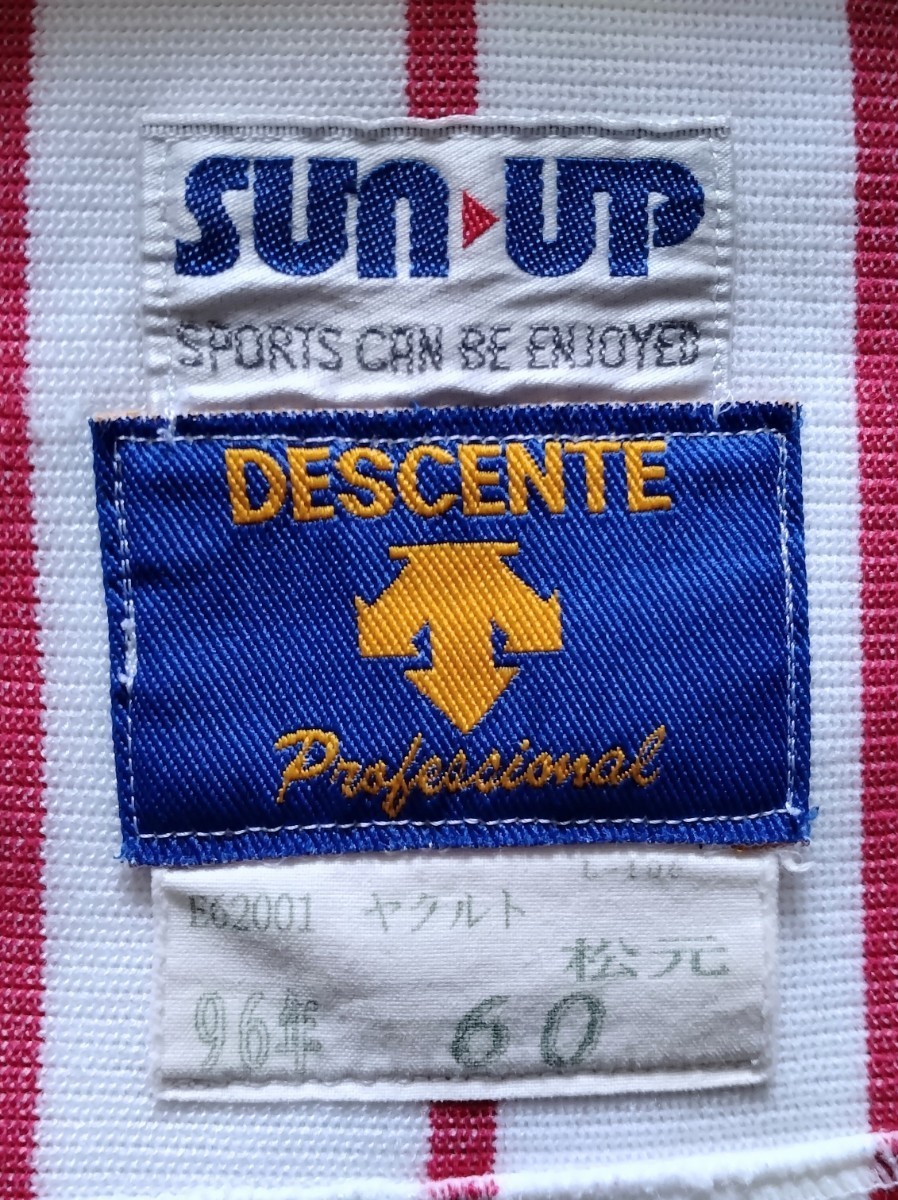 SUN UP
SPORTS CAN BE ENJOYED
DESCENTE
Professional
E62001 ヤクルト
松元
96年 60